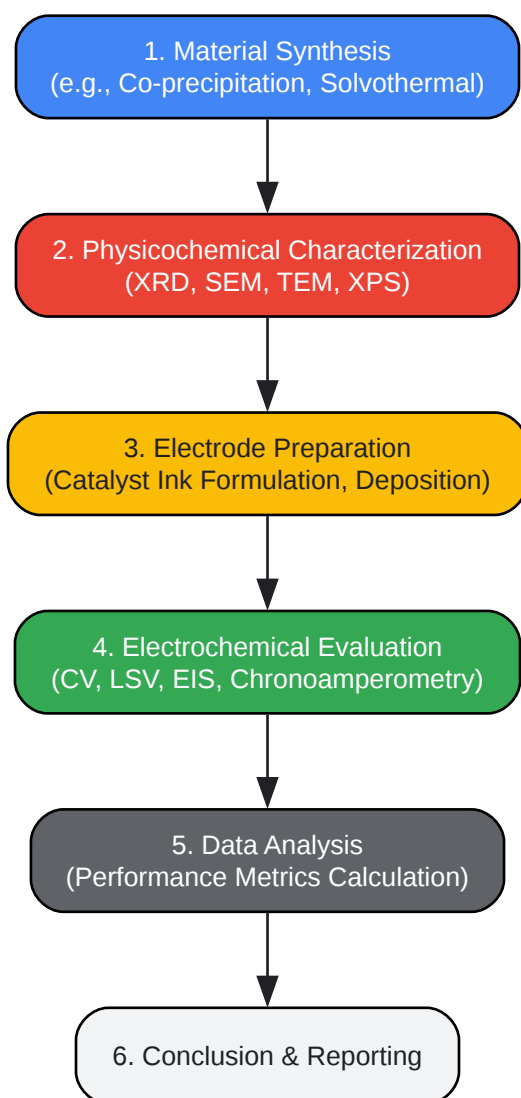 1. Material Synthesis
(e.g., Co-precipitation, Solvothermal)
2. Physicochemical Characterization
(XRD, SEM, TEM, XPS)
3. Electrode Preparation
(Catalyst Ink Formulation, Deposition)
4. Electrochemical Evaluation
(CV, LSV, EIS, Chronoamperometry)
5. Data Analysis
(Performance Metrics Calculation)
6. Conclusion & Reporting